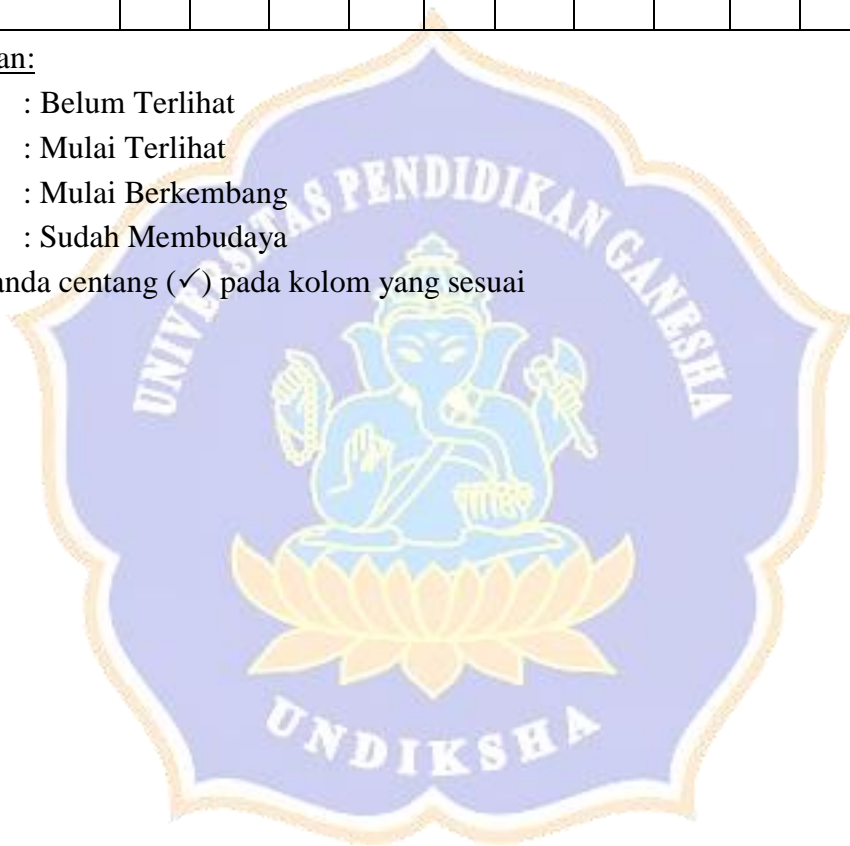 an:
: Belum Terlihat
: Mulai Terlihat
: Mulai Berkembang
: Sudah Membudaya
anda centang (✓) pada kolom yang sesuai
UNIVERSITAS PENDIDIKAN GANESHA
UNDIKSHA